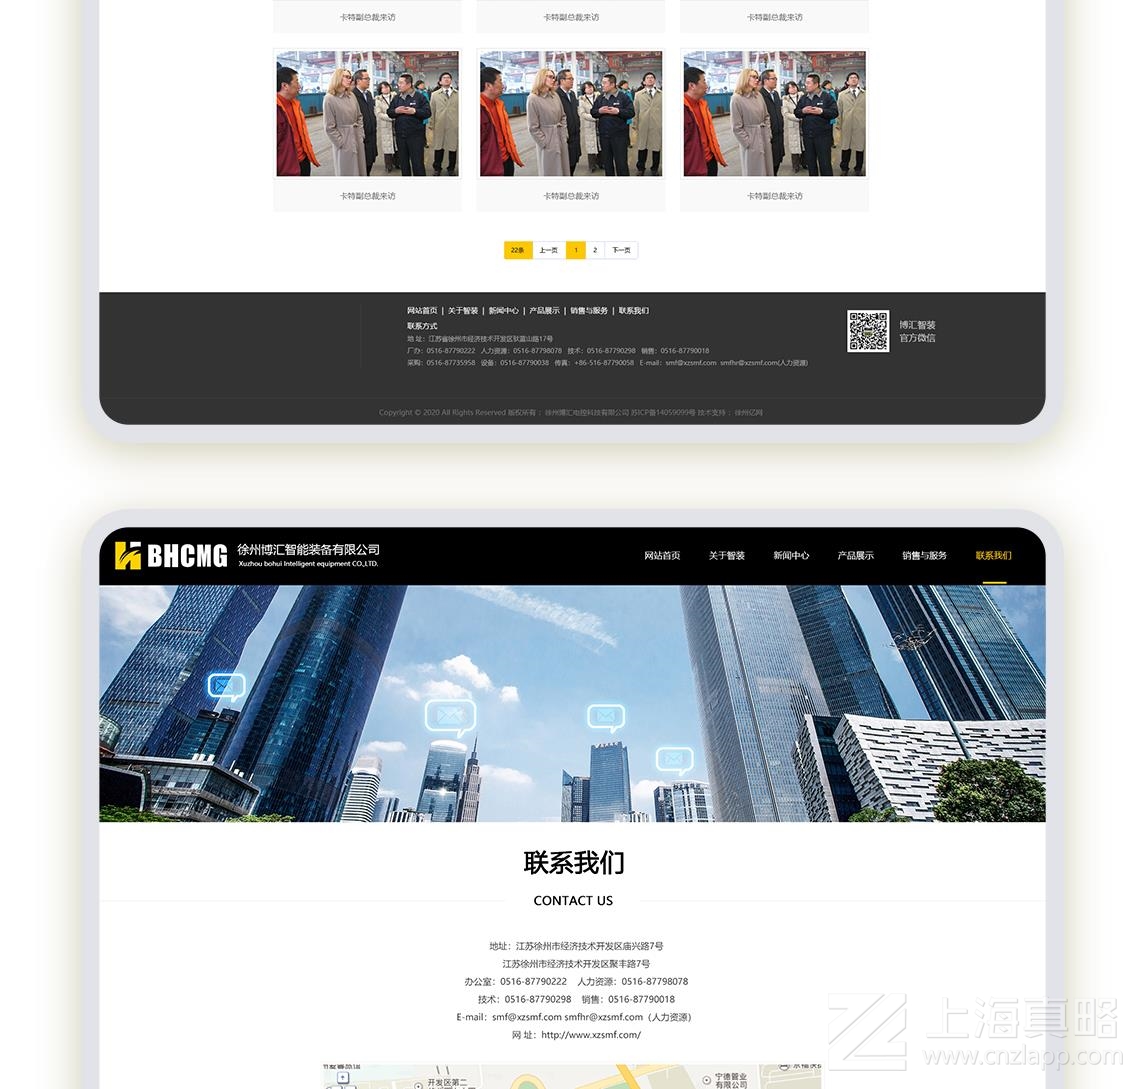 卡特副总裁来访 卡特副总裁来访 卡特副总裁来访
卡特副总裁来访 卡特副总裁来访 卡特副总裁来访
22条 上一页 1 2 下一页
网站首页 | 关于智装 | 新闻中心 | 产品展示 | 销售与服务 | 联系我们
联系方式
地 址：江苏省徐州市经济技术开发区软富山路17号
厂办：0516-87790222 人力资源：0516-87798078 技术：0516-87790298 销售：0516-87790018
采购：0516-87735958 设备：0516-87790038 传真：+86-516-87790058 E-mail：smf@xzsmf.com smfhr@xzsmf.com(人力资源)
博汇智装
官方微信
Copyright © 2020 All Rights Reserved 版权所有： 徐州博汇电控科技有限公司 苏ICP备14059099号 技术支持： 徐州亿网
BHCMG 徐州博汇智能装备有限公司
Xuzhou bohui Intelligent equipment CO.,LTD.
网站首页 关于智装 新闻中心 产品展示 销售与服务 联系我们
联系我们
CONTACT US
地址：江苏徐州市经济技术开发区庙兴路7号
江苏徐州市经济技术开发区聚丰路7号
办公室：0516-87790222 人力资源：0516-87798078
技术：0516-87790298 销售：0516-87790018
E-mail：smf@xzsmf.com smfhr@xzsmf.com (人力资源)
网 址：http://www.xzsmf.com/
开发区第二
宁德管业
有限公司
上海真略
www.cnzlapp.com